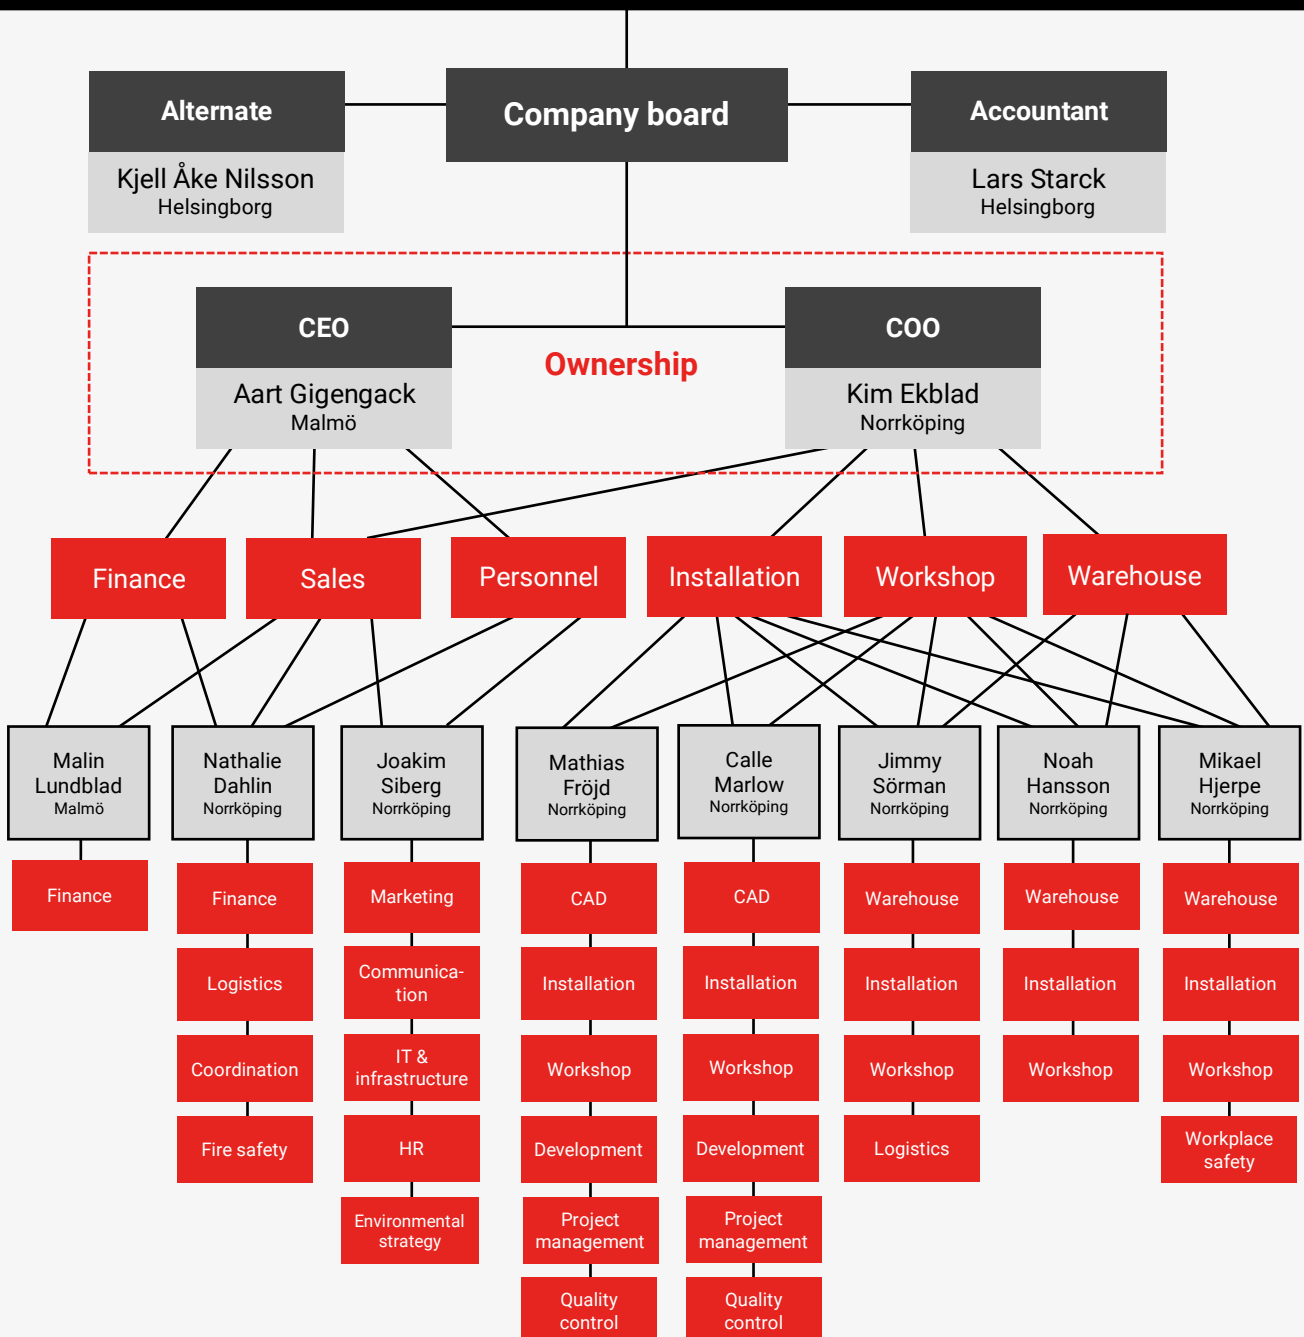 Alternate
Company board
Accountant
Kjell Åke Nilsson
Helsingborg
Lars Starck
Helsingborg
CEO
COO
Ownership
Aart Gigengack
Malmö
Kim Ekblad
Norrköping
Finance
Sales
Personnel
Installation
Workshop
Warehouse
Malin
Lundblad
Malmö
Nathalie
Dahlin
Norrköping
Joakim
Siberg
Norrköping
Mathias
Fröjd
Norrköping
Calle
Marlow
Norrköping
Jimmy
Sörman
Norrköping
Noah
Hansson
Norrköping
Mikael
Hjerpe
Norrköping
Finance
Finance
Logistics
Coordination
Fire safety
Marketing
Communica-
tion
IT &
infrastructure
HR
Environmental
strategy
CAD
Installation
Workshop
Development
Project
management
Quality
control
CAD
Installation
Workshop
Development
Project
management
Quality
control
Warehouse
Installation
Workshop
Logistics
Warehouse
Installation
Workshop
Warehouse
Installation
Workshop
Workplace
safety